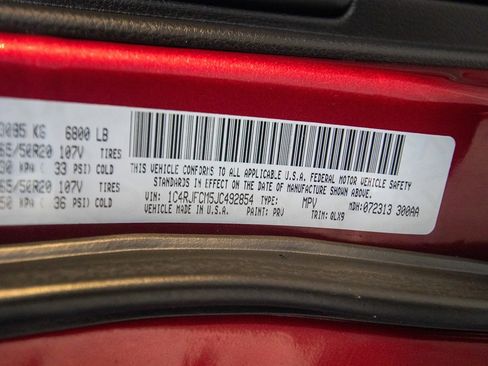 3085 KG 6800 LB
65/50R20 107V TIRES
KPA ( 33 PSI) COLD
65/50R20 107V TIRES
50 KPA ( 36 PSI) COLD
THIS VEHICLE CONFORMS TO ALL APPLICABLE U.S.A. FEDERAL MOTOR VEHICLE SAFETY
STANDARDS IN EFFECT ON THE DATE OF MANUFACTURE SHOWN ABOVE.
VIN: 1C4RJFCM5JC492854 TYPE: MPV MDH: 072313 300AA
VEHICLE MADE IN U.S.A. PAINT: PRV TRIM: QLX9